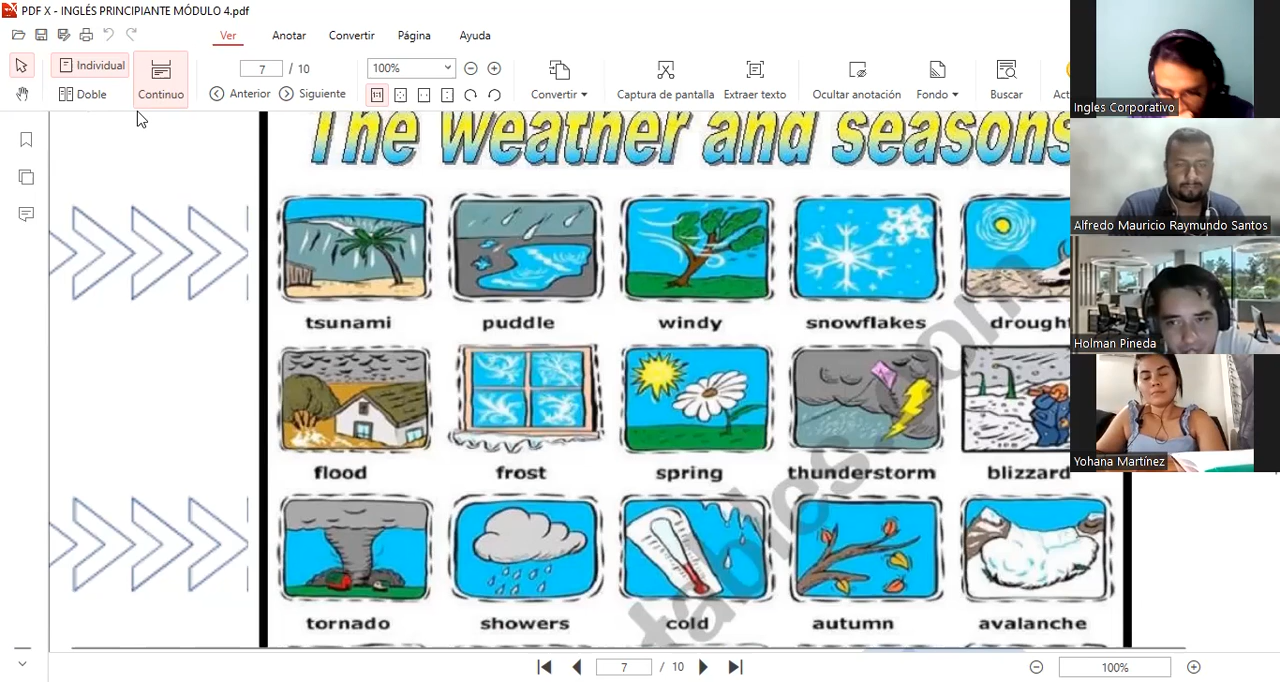 PDF X - INGLÉS PRINCIPIANTE MÓDULO 4.pdf
Ver Anotar Convertir Página Ayuda
Individual
Doble
Continuo
7 / 10
Anterior Siguiente
100%
Convertir
Captura de pantalla
Extraer texto
Ocultar anotación
Fondo
Buscar
Act
Ingles Corporativo
Alfredo Mauricio Raymundo Santos
Holman Pineda
Yohana Martínez
The weather and seasons
tsunami puddle windy snowflakes drought
flood frost spring thunderstorm blizzard
tornado showers cold autumn avalanche
tables.com
7 / 10
100%